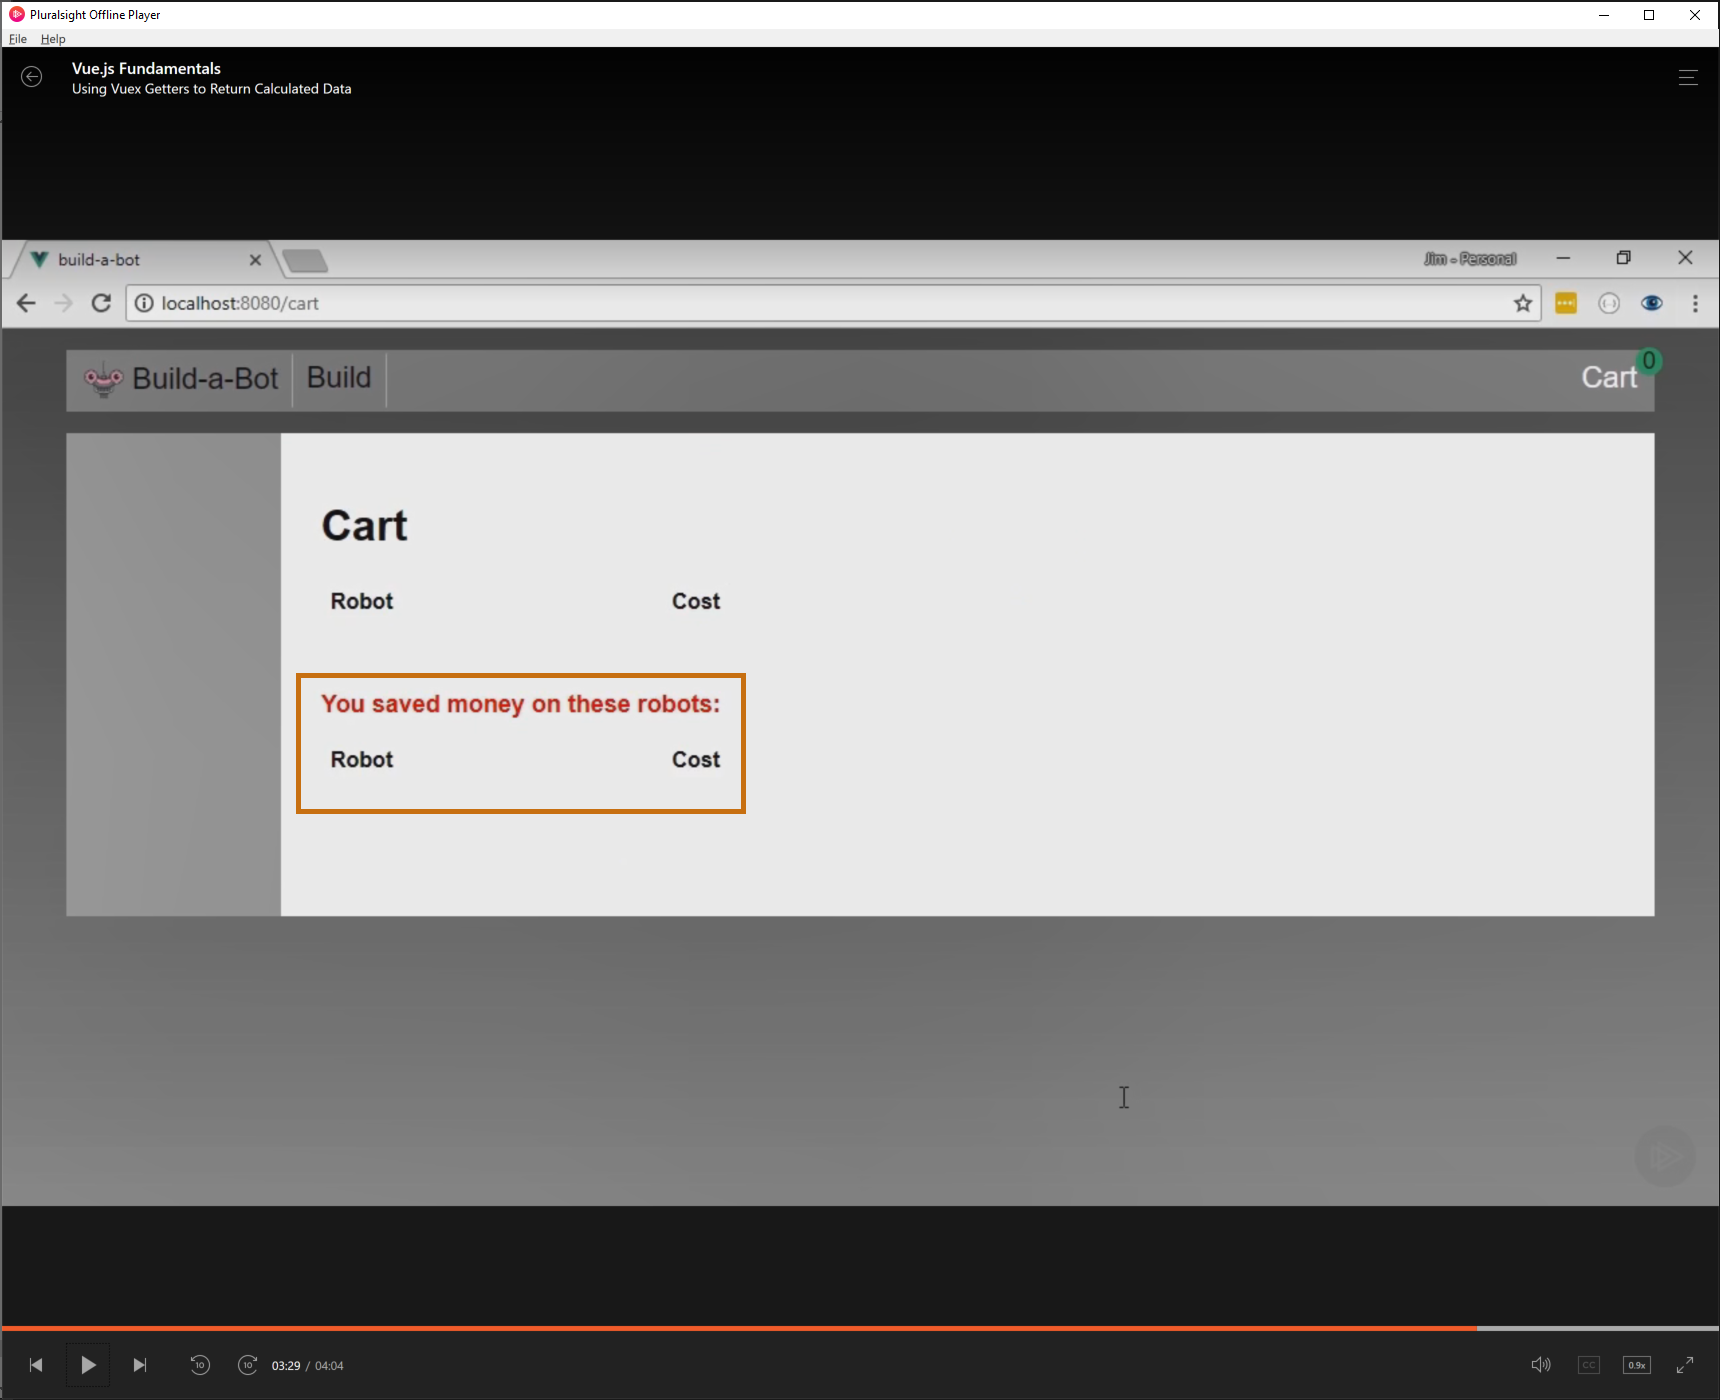 Pluralsight Offline Player
File Help
Vue.js Fundamentals
Using Vuex Getters to Return Calculated Data
build-a-bot
Jim - Personal
localhost:8080/cart
Build-a-Bot Build Cart 0
Cart
Robot Cost
You saved money on these robots:
Robot Cost
10 10 03:29 / 04:04 CC 0.9x